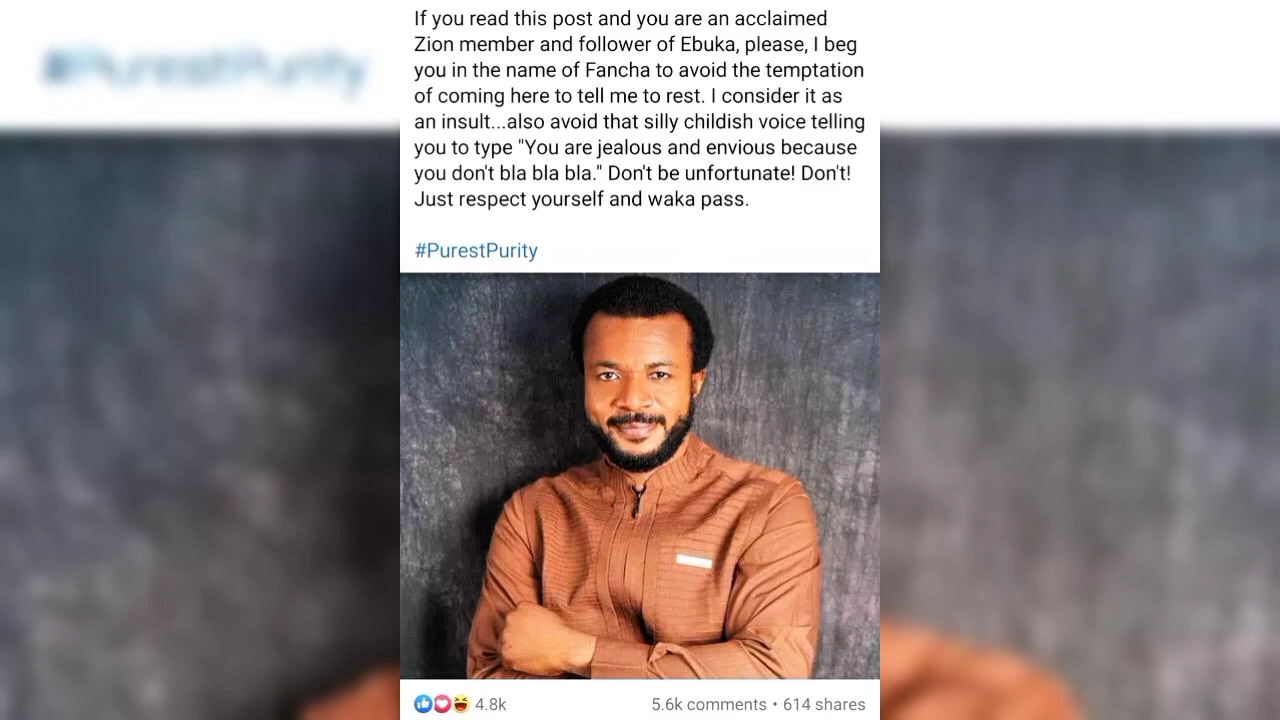 If you read this post and you are an acclaimed
Zion member and follower of Ebuka, please, I beg
you in the name of Fancha to avoid the temptation
of coming here to tell me to rest. I consider it as
an insult...also avoid that silly childish voice telling
you to type "You are jealous and envious because
you don't bla bla bla." Don't be unfortunate! Don't!
Just respect yourself and waka pass.
#PurestPurity
#PurestPurity
4.8k
5.6k comments • 614 shares